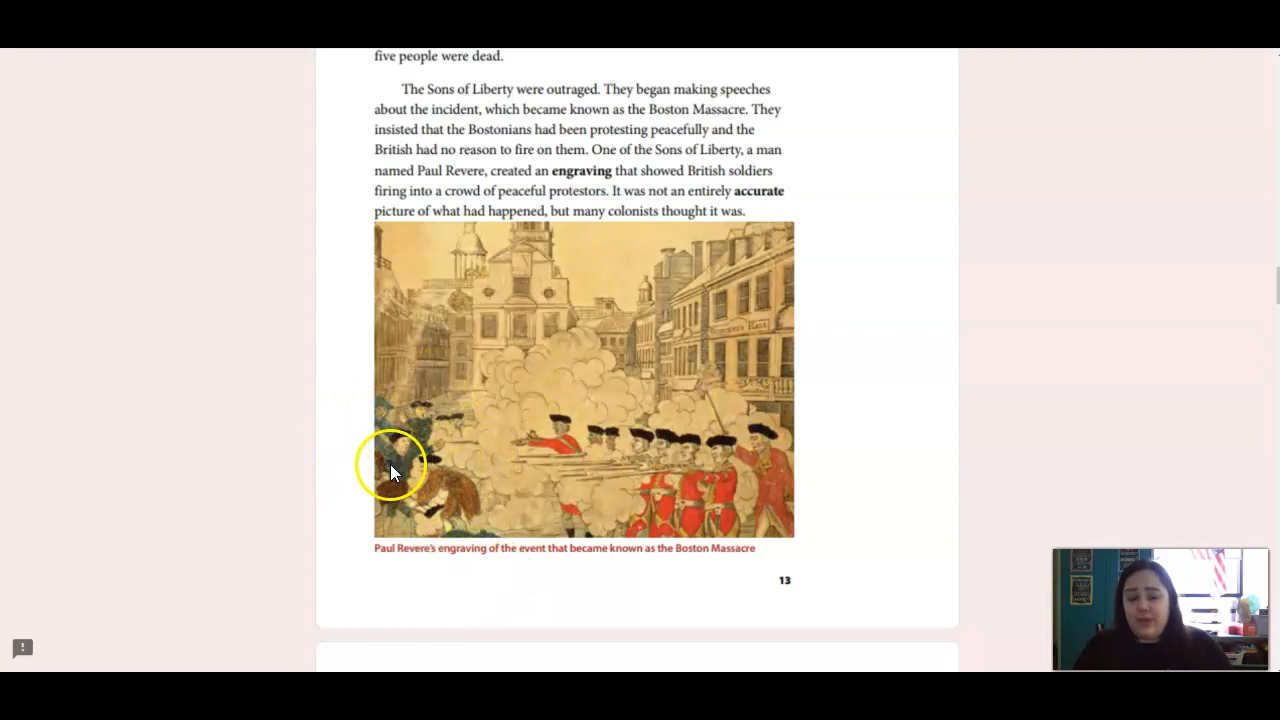 five people were dead.
The Sons of Liberty were outraged. They began making speeches
about the incident, which became known as the Boston Massacre. They
insisted that the Bostonians had been protesting peacefully and the
British had no reason to fire on them. One of the Sons of Liberty, a man
named Paul Revere, created an engraving that showed British soldiers
firing into a crowd of peaceful protestors. It was not an entirely accurate
picture of what had happened, but many colonists thought it was.
Paul Revere's engraving of the event that became known as the Boston Massacre
13